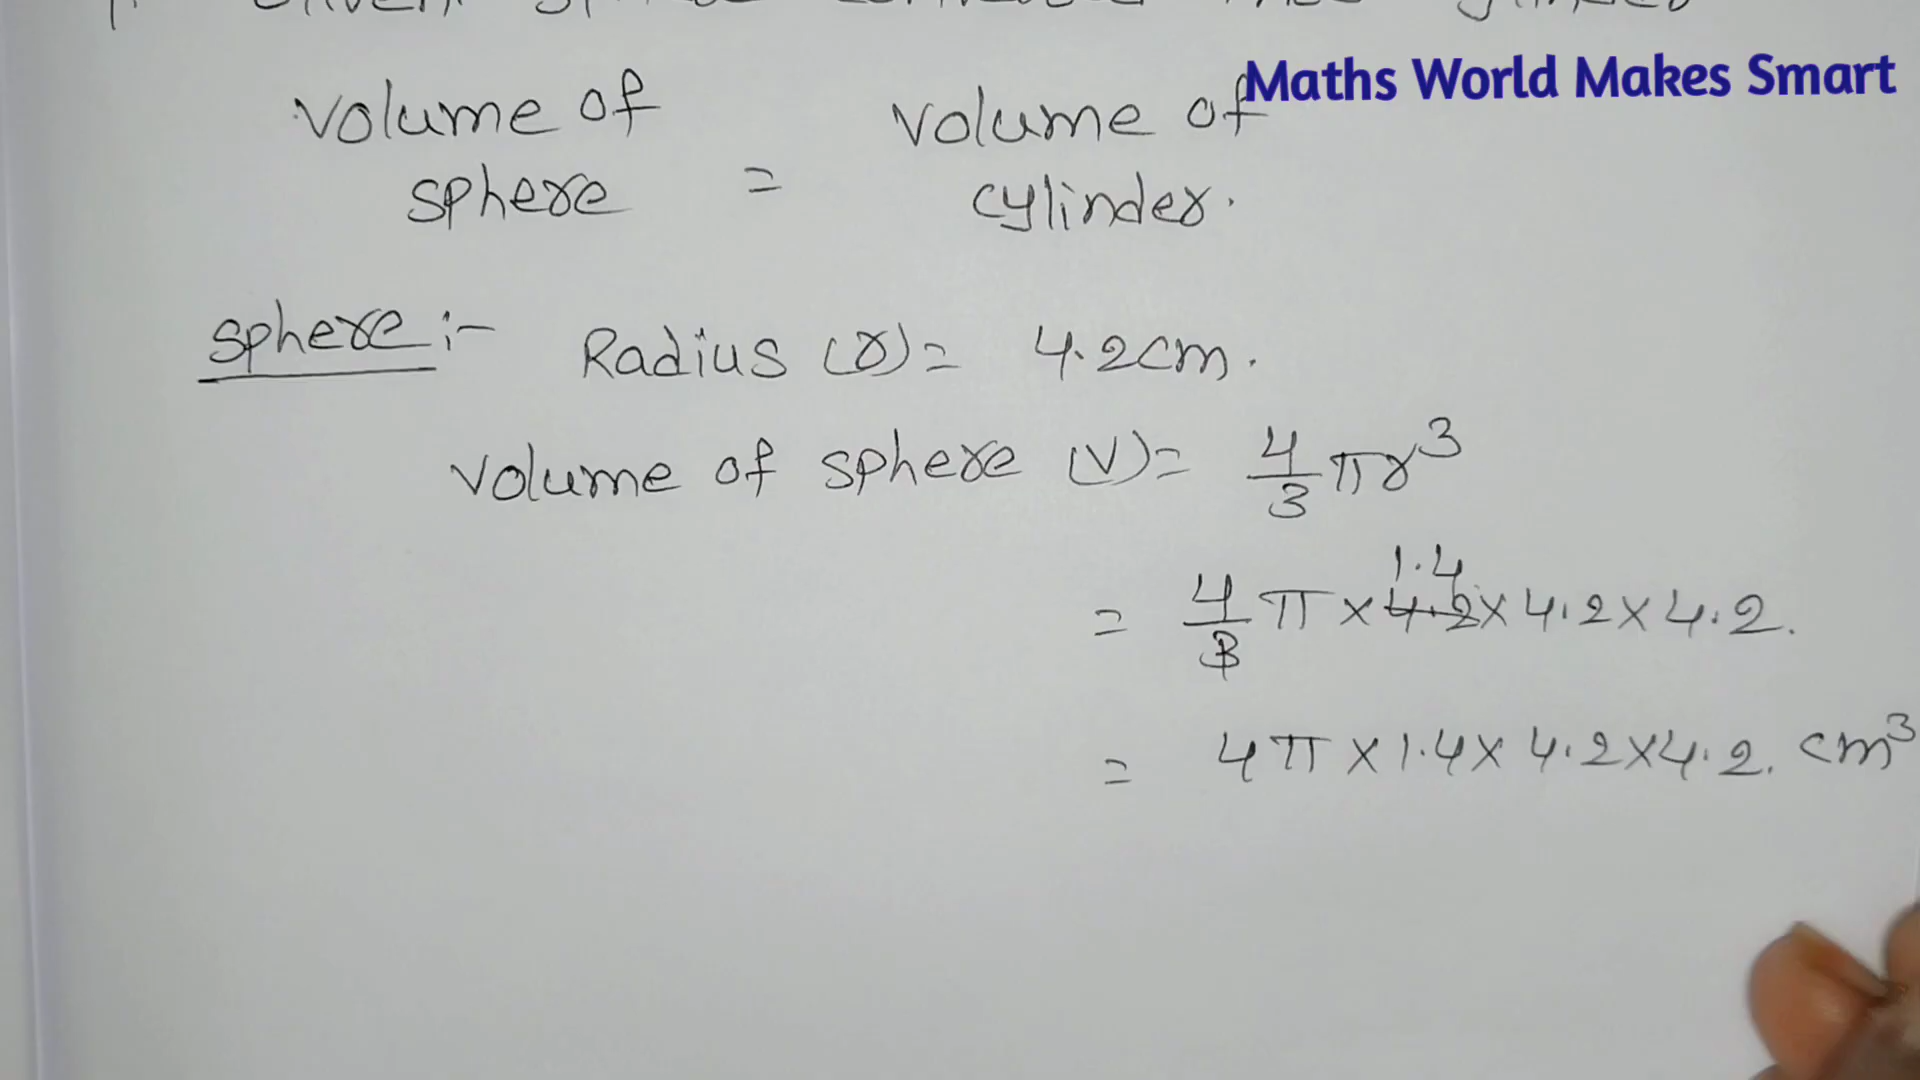 Maths World Makes Smart
volume of volume of
sphere = cylinder.
sphere :- Radius (r) = 4.2cm.
volume of sphere (V) = 4/3 πr³
1.4
= 4/3 π × 4.2 × 4.2 × 4.2.
= 4π × 1.4 × 4.2 × 4.2. cm³